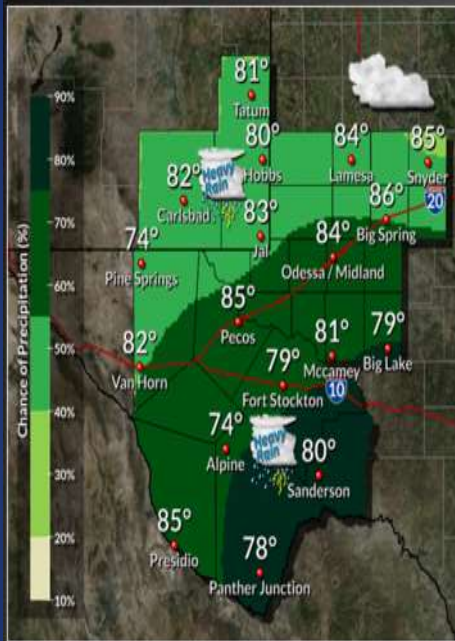 Chance of Precipitation (%)
90%
80%
70%
60%
50%
40%
30%
20%
10%
81°
Tatum
80°
Hobbs
84°
Lamesa
85°
Snyder
Heavy
Rain
82°
Carlsbad
83°
Jal
86°
Big Spring
20
74°
Pine Springs
84°
Odessa / Midland
85°
Pecos
82°
Van Horn
81°
Mccamey
79°
Big Lake
79°
Fort Stockton
10
74°
Alpine
Heavy
Rain
80°
Sanderson
85°
Presidio
78°
Panther Junction